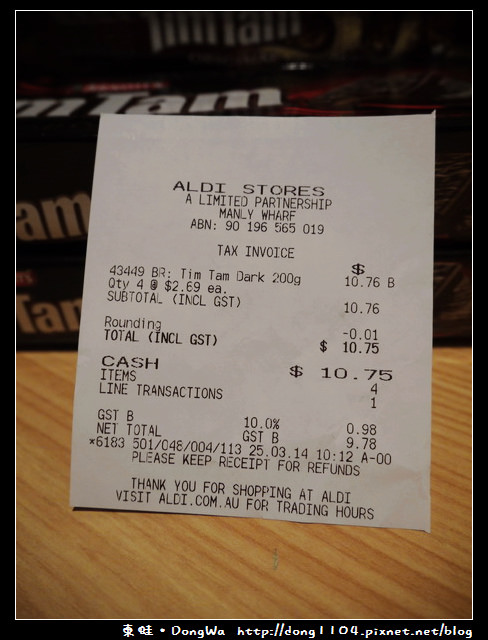 TimTam
TimTam
Tam
Tam
ALDI STORES
A LIMITED PARTNERSHIP
MANLY WHARF
ABN: 90 196 565 019
TAX INVOICE
$
43449 BR: Tim Tam Dark 200g 10.76 B
Qty 4 @ $2.69 ea.
SUBTOTAL (INCL GST) 10.76
Rounding -0.01
TOTAL (INCL GST) $ 10.75
CASH $ 10.75
ITEMS 4
LINE TRANSACTIONS 1
GST B 10.0% 0.98
NET TOTAL GST B 9.78
*6183 501/048/004/113 25.03.14 10:12 A-00
PLEASE KEEP RECEIPT FOR REFUNDS
THANK YOU FOR SHOPPING AT ALDI
VISIT ALDI.COM.AU FOR TRADING HOURS
東蛙•DongWa http://dong1104.pixnet.net/blog